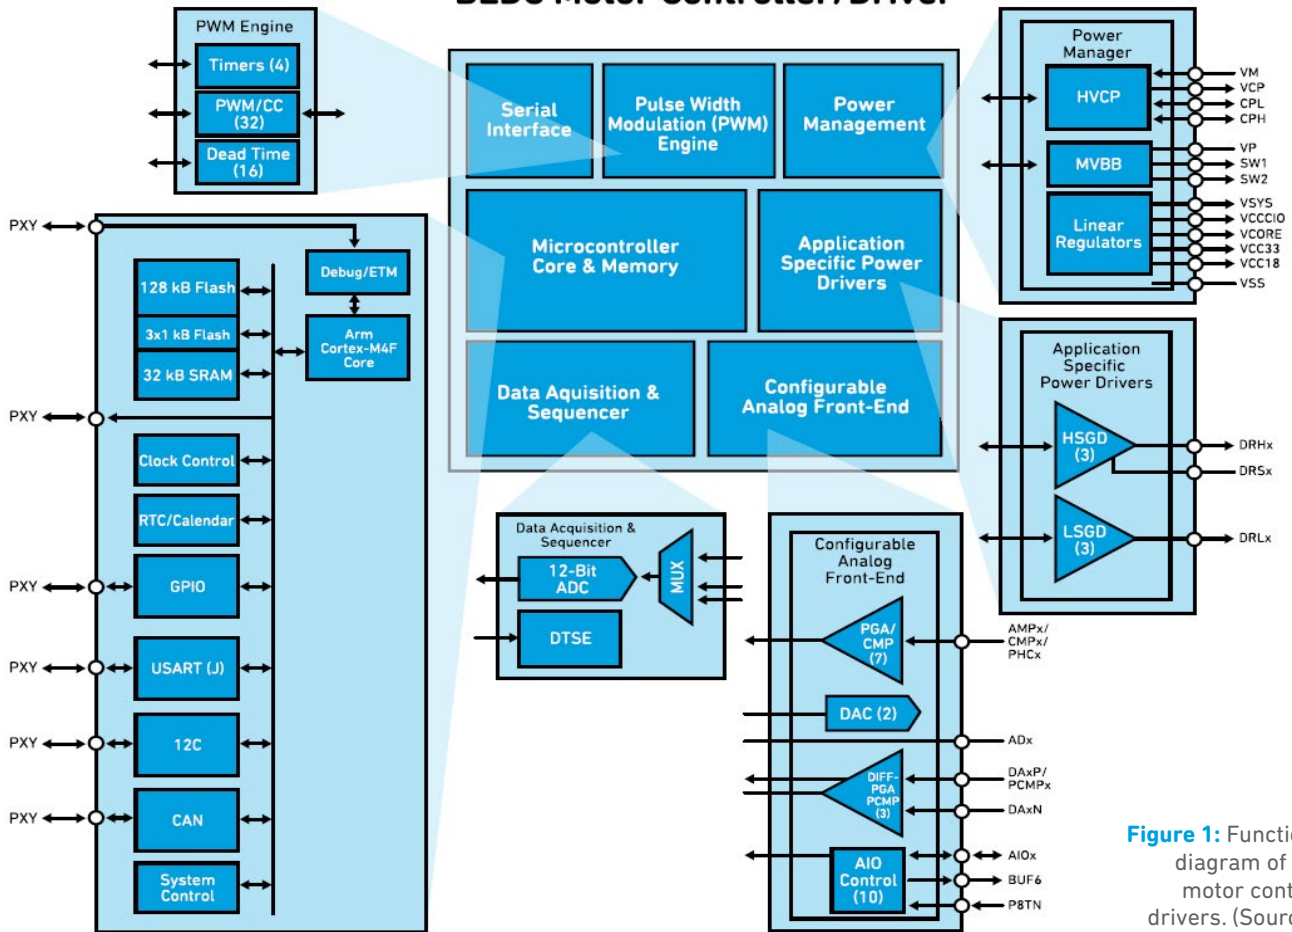 BLDC Motor Controller/Driver
PWM Engine
Timers (4)
PWM/CC
(32)
Dead Time
(16)
Serial
Interface
Pulse Width
Modulation (PWM)
Engine
Power
Management
Microcontroller
Core & Memory
Application
Specific Power
Drivers
Data Aquisition &
Sequencer
Configurable
Analog Front-End
Power
Manager
HVCP
MVBB
Linear
Regulators
VM
VCP
CPL
CPH
VP
SW1
SW2
VSYS
VCCCIO
VCORE
VCC33
VCC18
VSS
PXY
Debug/ETM
128 kB Flash
3x1 kB Flash
32 kB SRAM
Arm
Cortex-M4F
Core
PXY
Clock Control
RTC/Calendar
PXY
GPIO
PXY
USART (J)
PXY
12C
PXY
CAN
System
Control
Application
Specific
Power Drivers
HSGD
(3)
LSGD
(3)
DRHx
DRSx
DRLx
Data Acquisition &
Sequencer
12-Bit
ADC
MUX
DTSE
Configurable
Analog
Front-End
PGA/
CMP
(7)
DAC (2)
DIFF-
PGA
PCMP
(3)
AIO
Control
(10)
AMPx/
CMPx/
PHCx
ADx
DAxP/
PCMPx
DAxN
AIOx
BUF6
P8TN
Figure 1: Functio
diagram of
motor cont
drivers. (Sourc